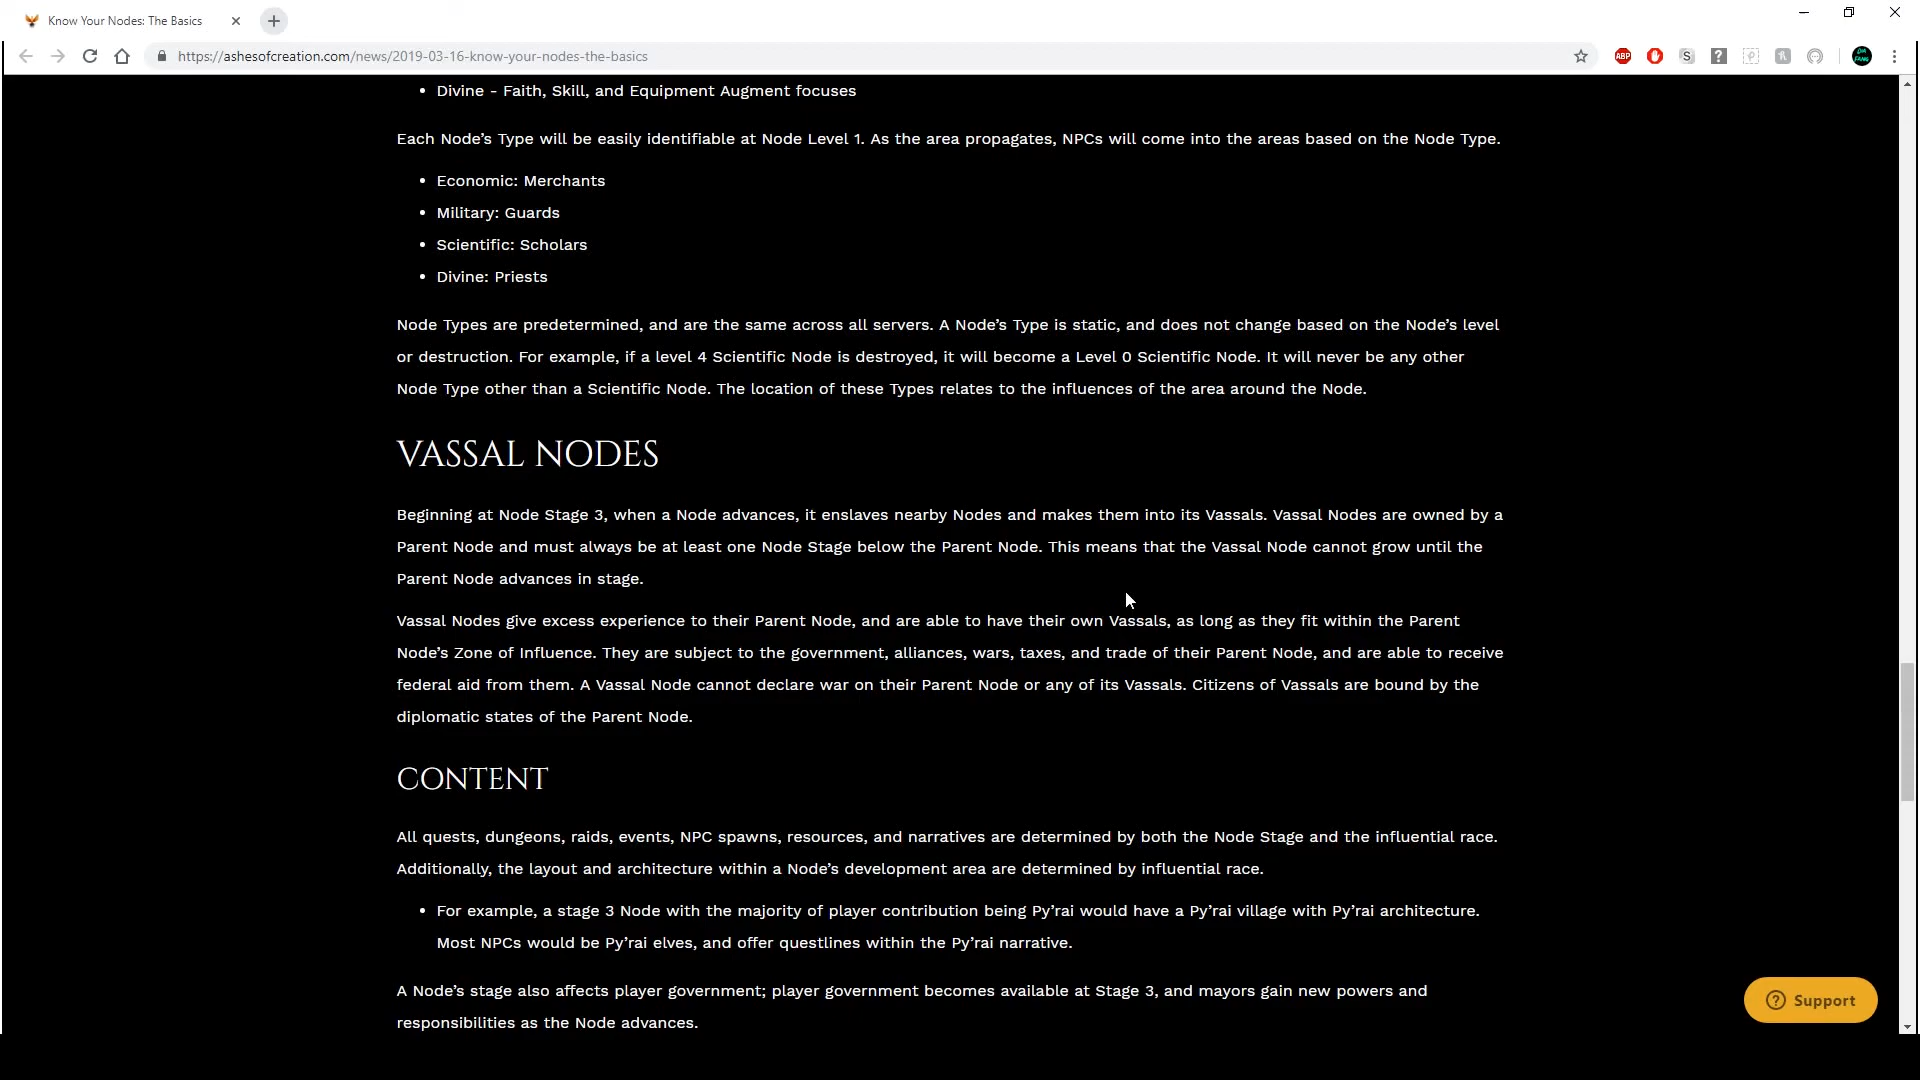 Know Your Nodes: The Basics
https://ashesofcreation.com/news/2019-03-16-know-your-nodes-the-basics
ABP
S
?
• Divine - Faith, Skill, and Equipment Augment focuses
Each Node’s Type will be easily identifiable at Node Level 1. As the area propagates, NPCs will come into the areas based on the Node Type.
• Economic: Merchants
• Military: Guards
• Scientific: Scholars
• Divine: Priests
Node Types are predetermined, and are the same across all servers. A Node’s Type is static, and does not change based on the Node’s level
or destruction. For example, if a level 4 Scientific Node is destroyed, it will become a Level 0 Scientific Node. It will never be any other
Node Type other than a Scientific Node. The location of these Types relates to the influences of the area around the Node.
VASSAL NODES
Beginning at Node Stage 3, when a Node advances, it enslaves nearby Nodes and makes them into its Vassals. Vassal Nodes are owned by a
Parent Node and must always be at least one Node Stage below the Parent Node. This means that the Vassal Node cannot grow until the
Parent Node advances in stage.
Vassal Nodes give excess experience to their Parent Node, and are able to have their own Vassals, as long as they fit within the Parent
Node’s Zone of Influence. They are subject to the government, alliances, wars, taxes, and trade of their Parent Node, and are able to receive
federal aid from them. A Vassal Node cannot declare war on their Parent Node or any of its Vassals. Citizens of Vassals are bound by the
diplomatic states of the Parent Node.
CONTENT
All quests, dungeons, raids, events, NPC spawns, resources, and narratives are determined by both the Node Stage and the influential race.
Additionally, the layout and architecture within a Node’s development area are determined by influential race.
• For example, a stage 3 Node with the majority of player contribution being Py’rai would have a Py’rai village with Py’rai architecture.
Most NPCs would be Py’rai elves, and offer questlines within the Py’rai narrative.
A Node’s stage also affects player government; player government becomes available at Stage 3, and mayors gain new powers and
responsibilities as the Node advances.
Support